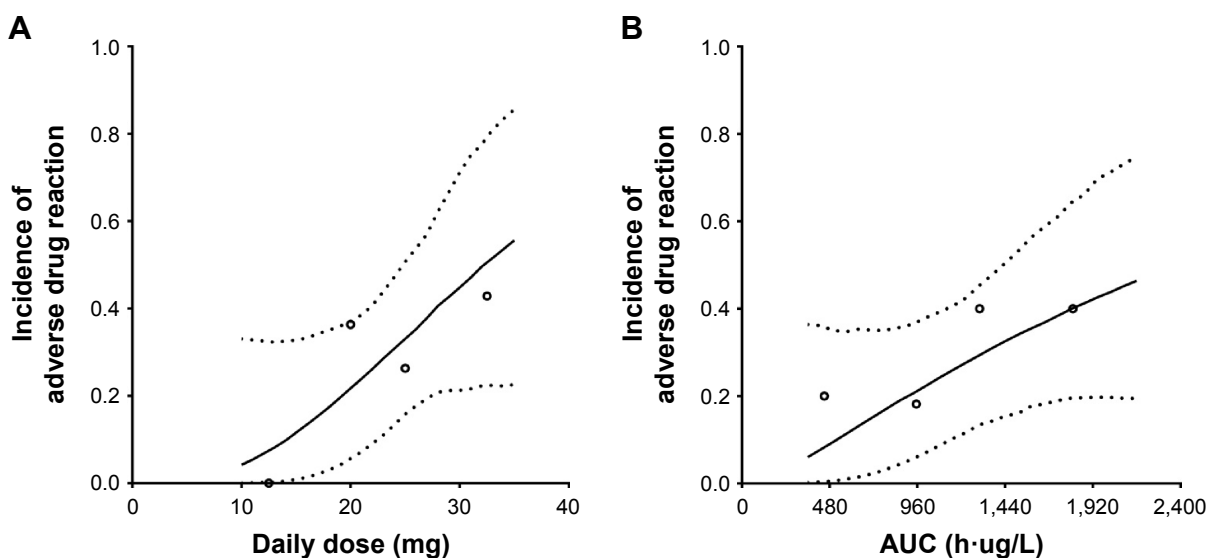 A
Incidence of
adverse drug reaction
1.0
0.8
0.6
0.4
0.2
0.0
0
10
20
30
40
Daily dose (mg)
B
Incidence of
adverse drug reaction
1.0
0.8
0.6
0.4
0.2
0.0
0
480
960
1,440
1,920
2,400
AUC (h·ug/L)